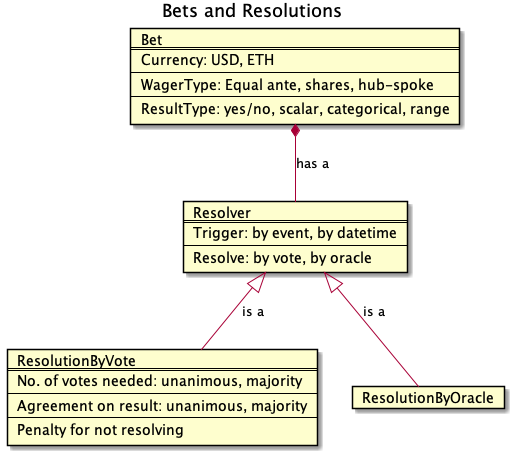 Bets and Resolutions
Bet
Currency: USD, ETH
WagerType: Equal ante, shares, hub-spoke
ResultType: yes/no, scalar, categorical, range
has a
Resolver
Trigger: by event, by datetime
Resolve: by vote, by oracle
is a
is a
ResolutionByVote
No. of votes needed: unanimous, majority
Agreement on result: unanimous, majority
Penalty for not resolving
ResolutionByOracle